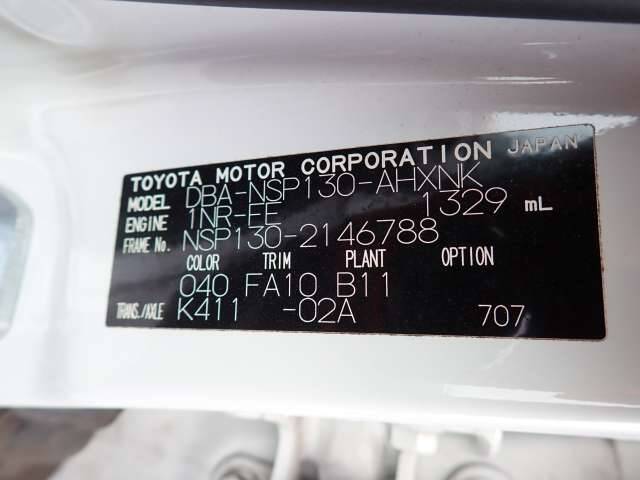 TOYOTA MOTOR CORPORATION JAPAN
MODEL DBA-NSP130-AHXNK
ENGINE 1NR-FE 1329 mL
FRAME No. NSP130-2146788
COLOR TRIM PLANT OPTION
040 FA10 B11
TRANS./AXLE K411 -02A 707